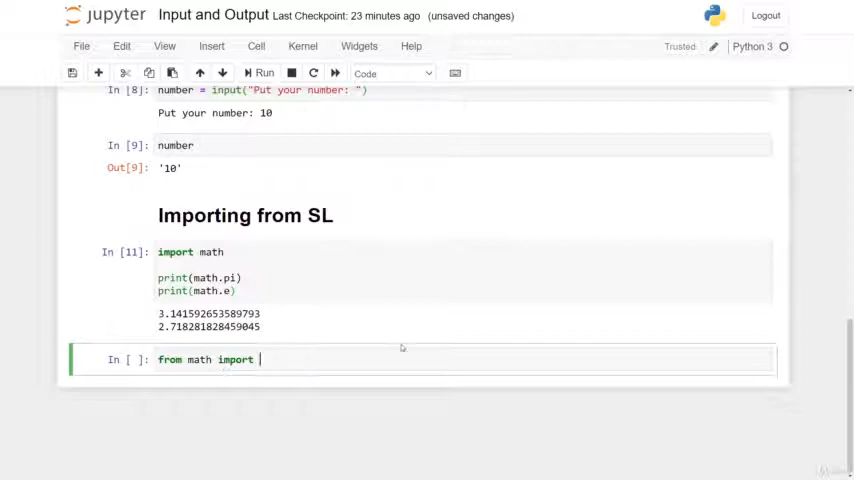 jupyter Input and Output Last Checkpoint: 23 minutes ago (unsaved changes) Logout
File Edit View Insert Cell Kernel Widgets Help Trusted Python 3
Run Code
In [8]: number = input("Put your number: ")
Put your number: 10
In [9]: number
Out[9]: '10'
Importing from SL
In [11]: import math
print(math.pi)
print(math.e)
3.141592653589793
2.718281828459045
In [ ]: from math import